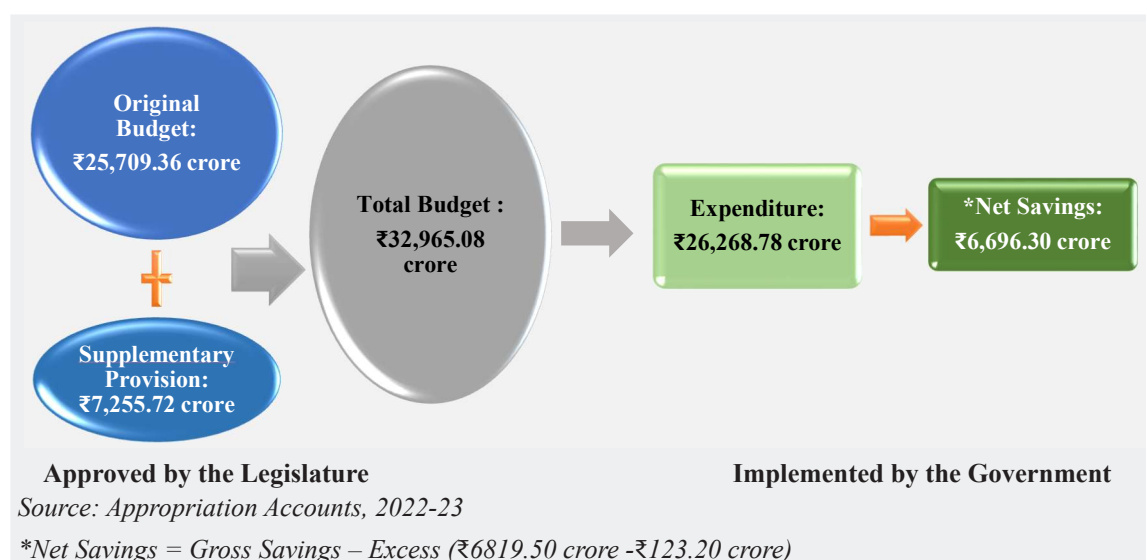 Original
Budget:
₹25,709.36 crore
Supplementary
Provision:
₹7,255.72 crore
Total Budget :
₹32,965.08
crore
Expenditure:
₹26,268.78 crore
*Net Savings:
₹6,696.30 crore
Approved by the Legislature
Implemented by the Government
Source: Appropriation Accounts, 2022-23
*Net Savings = Gross Savings – Excess (₹6819.50 crore -₹123.20 crore)